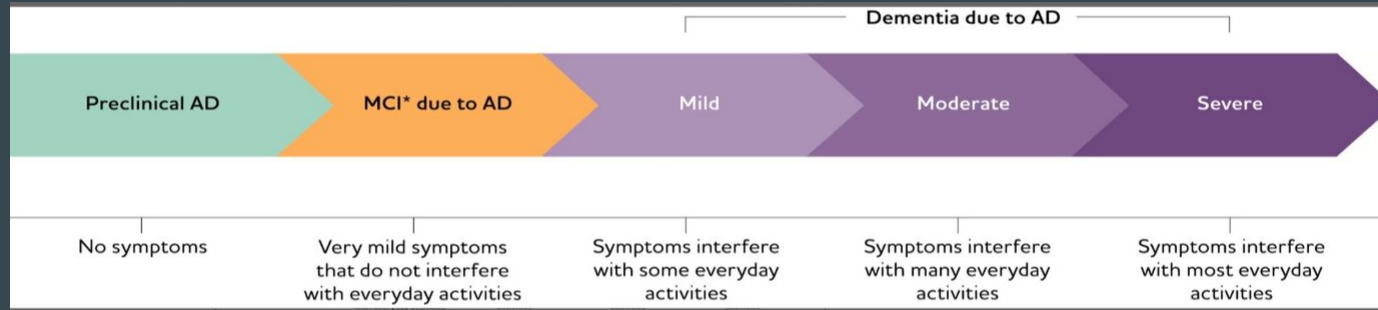 Dementia due to AD
Preclinical AD
MCI* due to AD
Mild
Moderate
Severe
No symptoms
Very mild symptoms
that do not interfere
with everyday activities
Symptoms interfere
with some everyday
activities
Symptoms interfere
with many everyday
activities
Symptoms interfere
with most everyday
activities